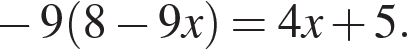 − 9(8 − 9x) = 4x + 5.